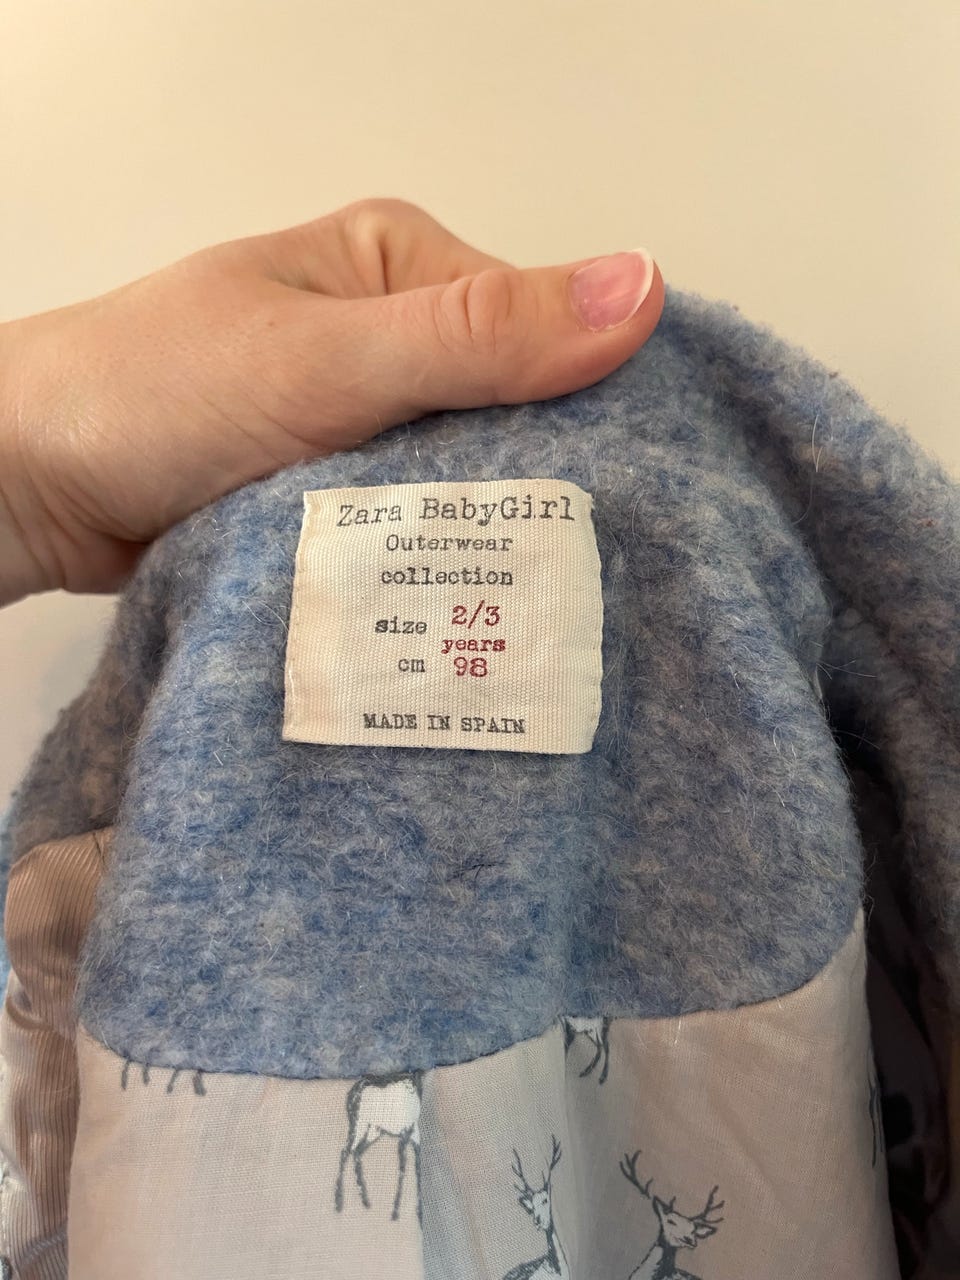 Zara BabyGirl
Outerwear
collection
size 2/3
years
cm 98
MADE IN SPAIN